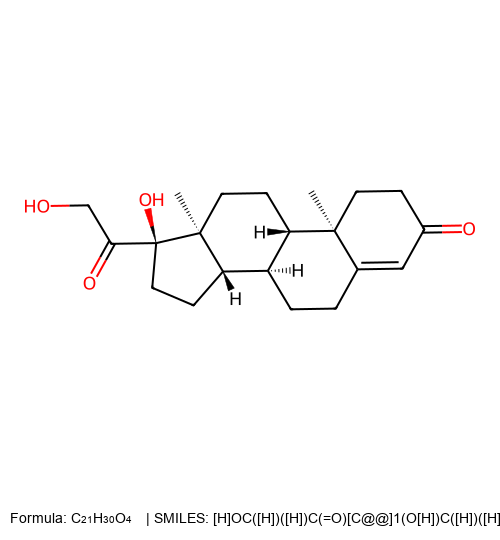 OH
HO
H
H
O
O
H
Formula: C₂₁H₃₀O₄ | SMILES: [H]OC([H])([H])C(=O)[C@@]1(O[H])C([H])([H]